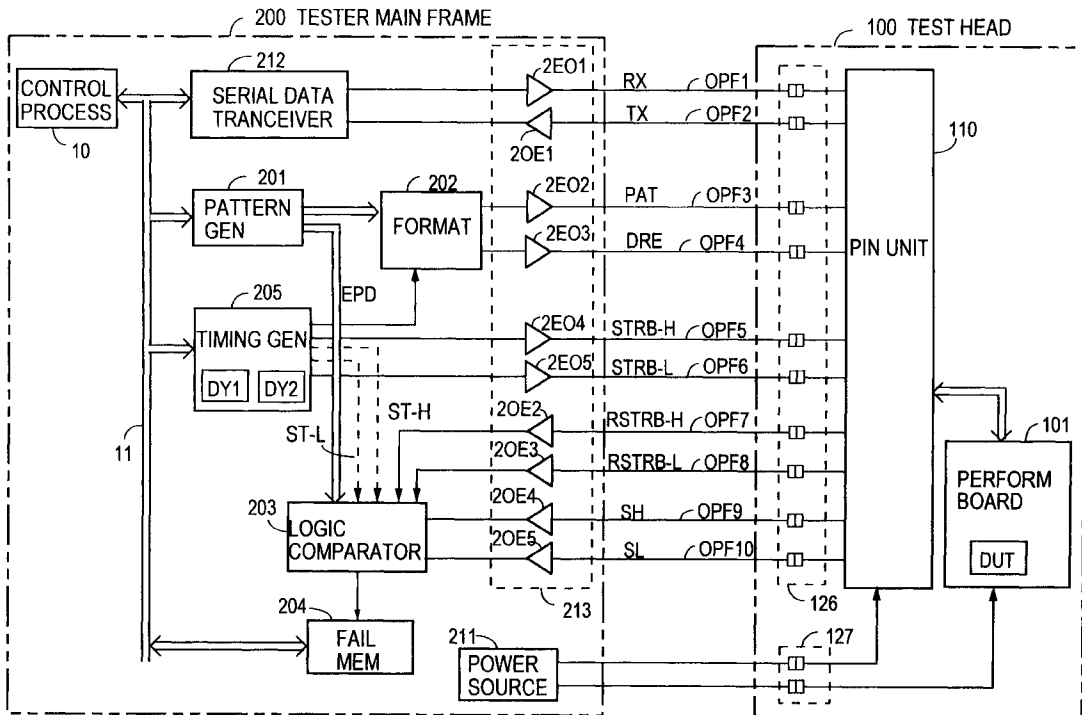 200 TESTER MAIN FRAME
100 TEST HEAD
CONTROL
PROCESS
10
212
SERIAL DATA
TRANCEIVER
2EO1
2OE1
RX
OPF1
TX
OPF2
110
201
PATTERN
GEN
202
FORMAT
2EO2
2EO3
PAT
OPF3
DRE
OPF4
PIN UNIT
EPD
205
TIMING GEN
DY1
DY2
2EO4
2EO5
STRB-H
OPF5
STRB-L
OPF6
11
ST-L
ST-H
2OE2
2OE3
2OE4
2OE5
RSTRB-H
OPF7
RSTRB-L
OPF8
SH
OPF9
SL
OPF10
101
PERFORM
BOARD
DUT
203
LOGIC
COMPARATOR
213
126
204
FAIL
MEM
211
POWER
SOURCE
127